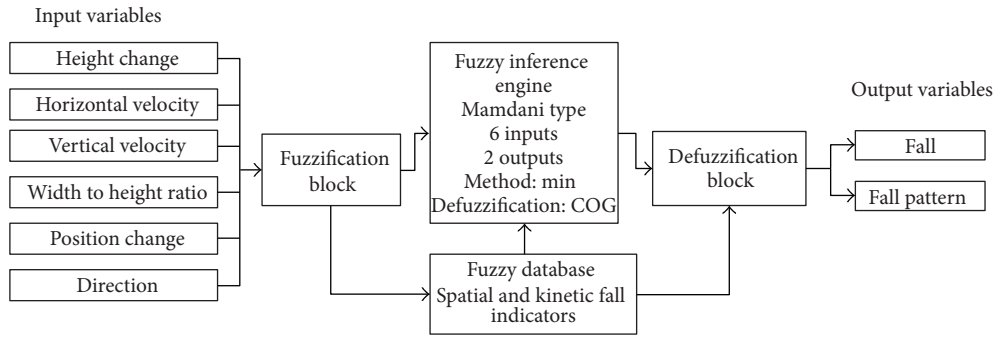 Input variables
Height change
Horizontal velocity
Vertical velocity
Width to height ratio
Position change
Direction
Fuzzification
block
Fuzzy inference
engine
Mamdani type
6 inputs
2 outputs
Method: min
Defuzzification: COG
Fuzzy database
Spatial and kinetic fall
indicators
Defuzzification
block
Output variables
Fall
Fall pattern